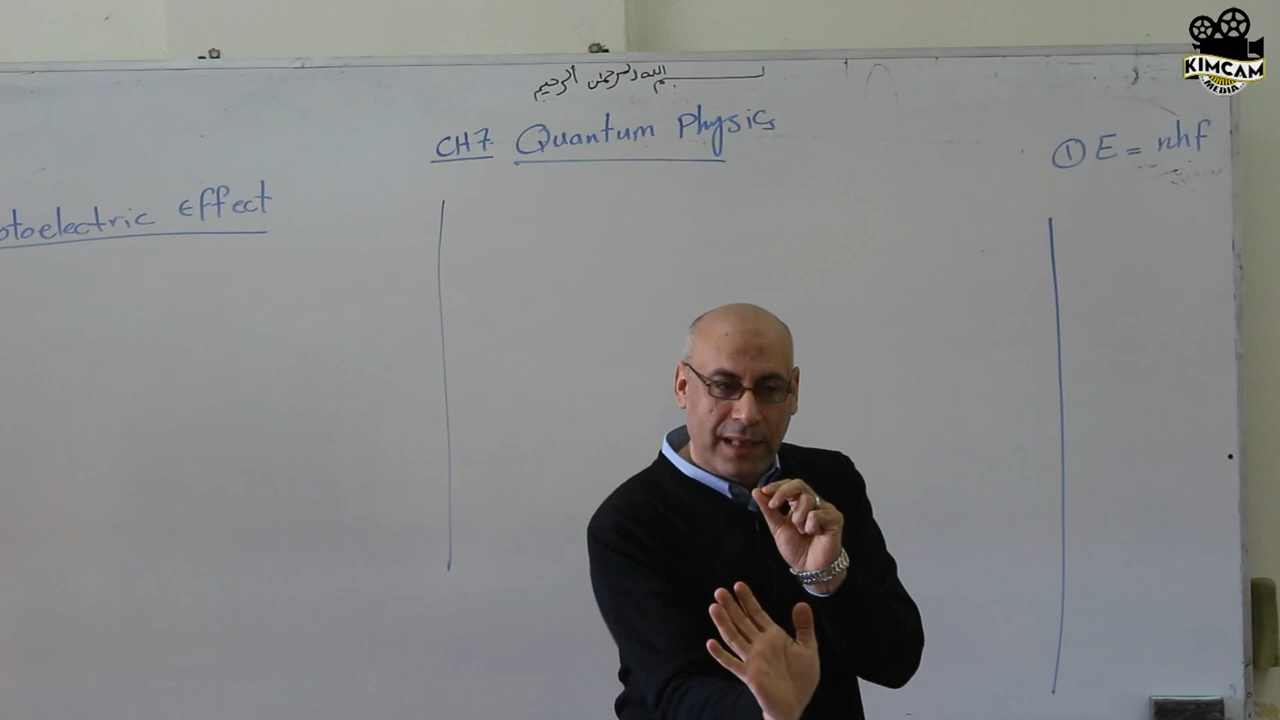 بسم الله الرحمن الرحيم
CH7. Quantum Physics
① E = nhf
otoelectric Effect
KIMCAM
MEDIA